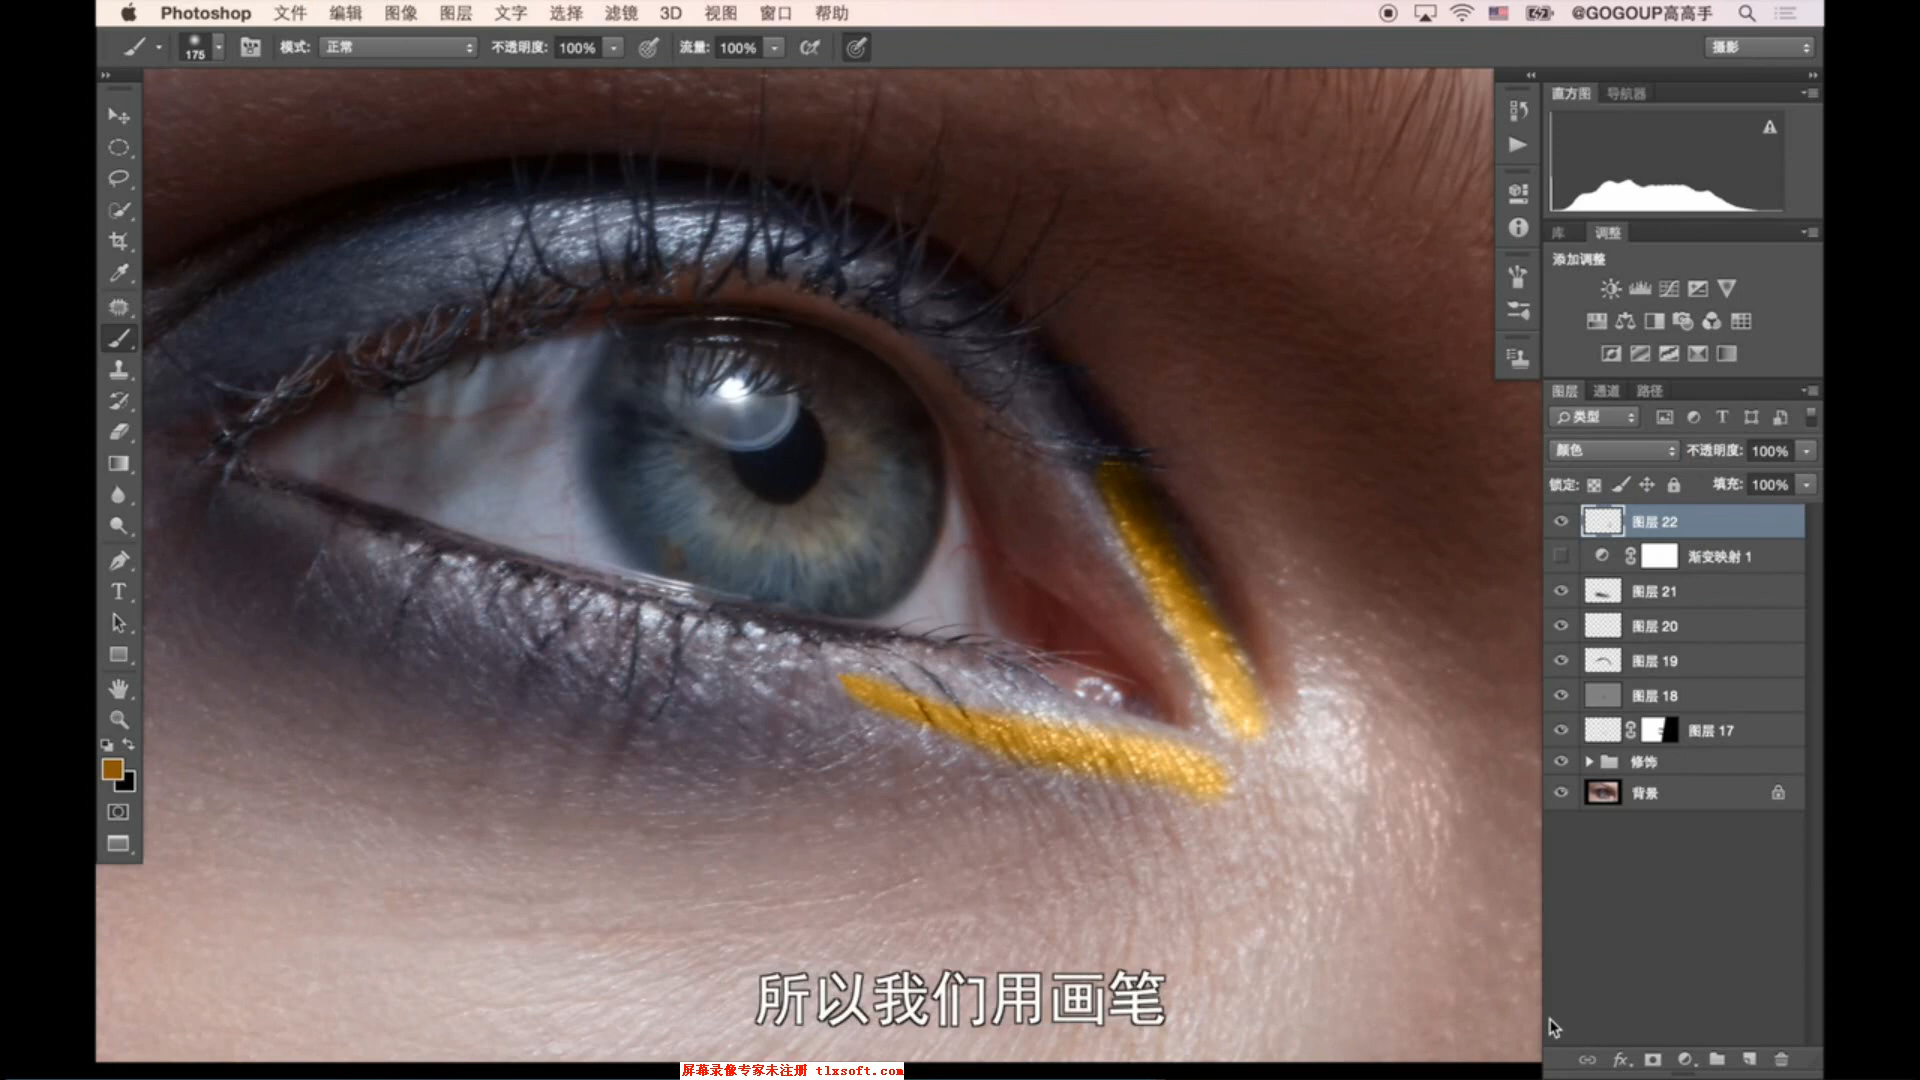 Photoshop 文件 编辑 图像 图层 文字 选择 滤镜 3D 视图 窗口 帮助 @GOGOUP高高手
175 模式: 正常 不透明度: 100% 流量: 100% 摄影
直方图 导航器
库 调整
添加调整
图层 通道 路径
类型
颜色 不透明度: 100%
锁定: 填充: 100%
图层 22
渐变映射 1
图层 21
图层 20
图层 19
图层 18
图层 17
修饰
背景
所以我们用画笔
屏幕录像专家未注册 tlxsoft.com